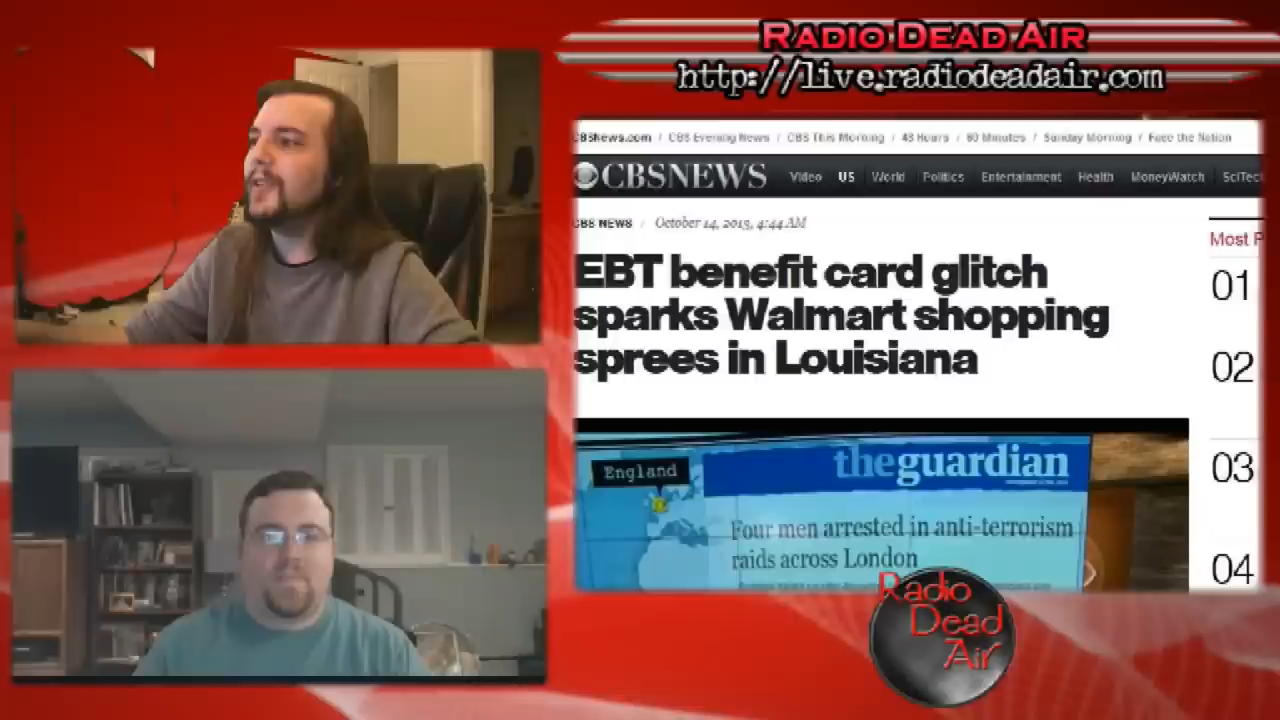 Radio Dead Air
http://live.radiodeadair.com
CBSNews.com / CBS Evening News / CBS This Morning / 48 Hours / 60 Minutes / Sunday Morning / Face the Nation
CBSNEWS Video US World Politics Entertainment Health MoneyWatch SciTec
CBS NEWS / October 14, 2013, 4:44 AM
Most P
EBT benefit card glitch
sparks Walmart shopping
sprees in Louisiana
01
02
03
04
England
theguardian
Four men arrested in anti-terrorism
raids across London
Radio
Dead
Air